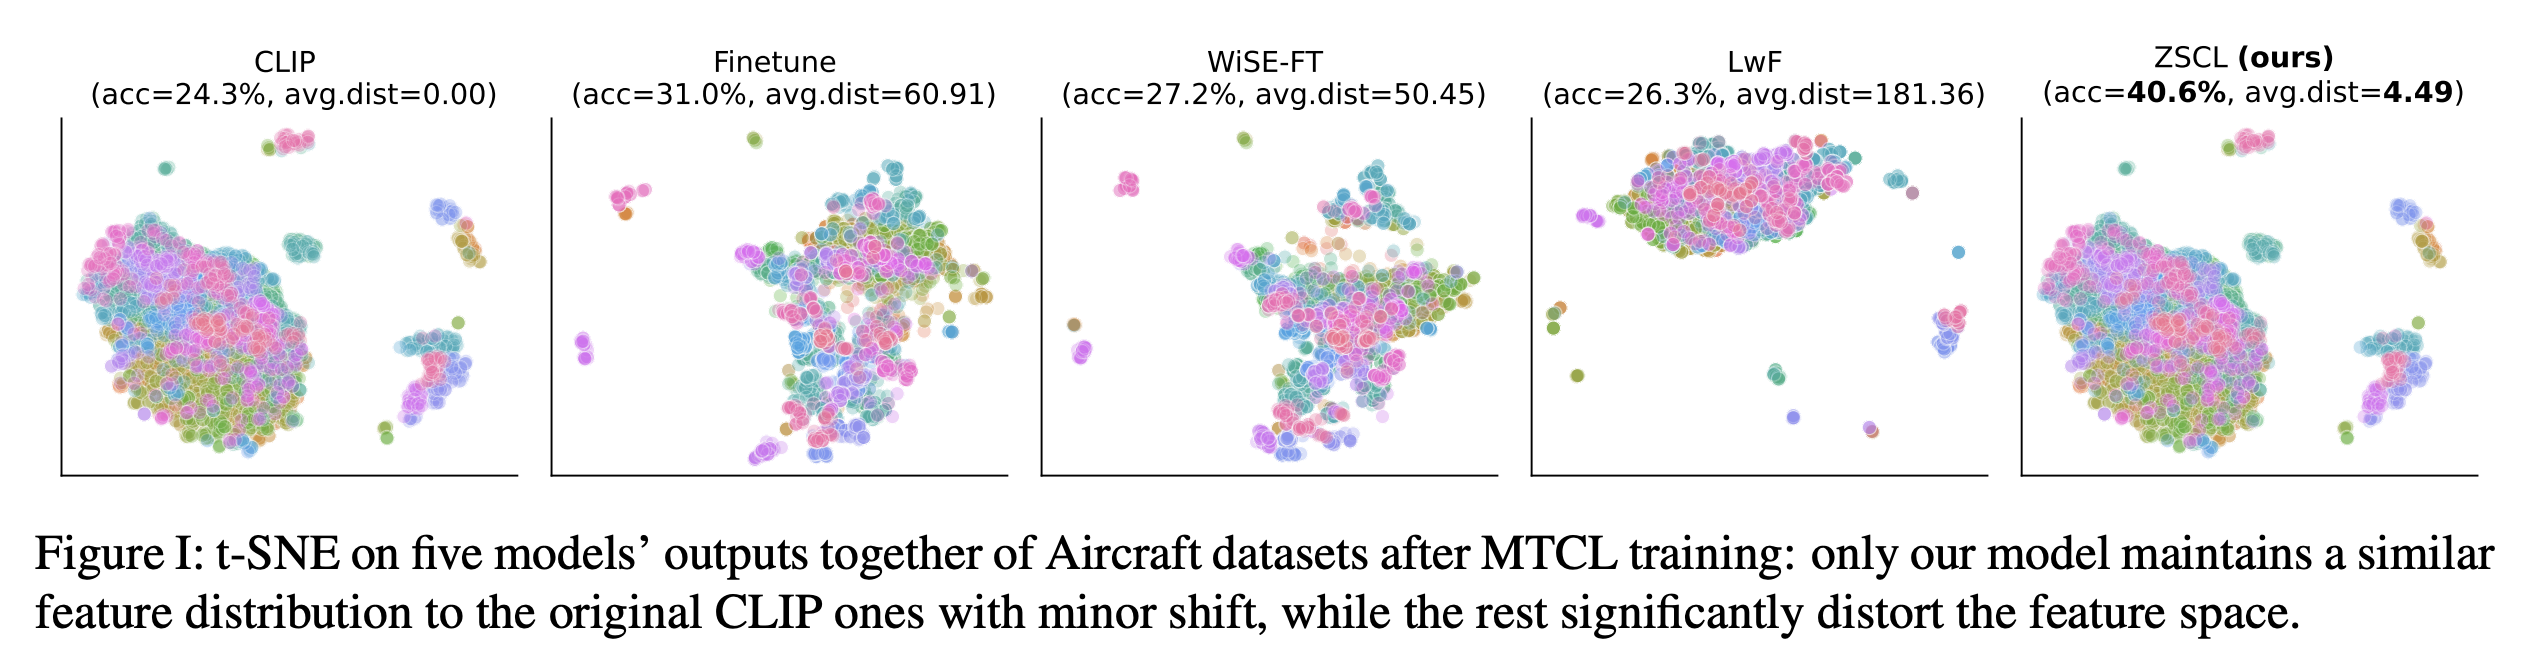 CLIP
(acc=24.3%, avg.dist=0.00)
Finetune
(acc=31.0%, avg.dist=60.91)
WiSE-FT
(acc=27.2%, avg.dist=50.45)
LwF
(acc=26.3%, avg.dist=181.36)
ZSCL (ours)
(acc=40.6%, avg.dist=4.49)
Figure I: t-SNE on five models’ outputs together of Aircraft datasets after MTCL training: only our model maintains a similar
feature distribution to the original CLIP ones with minor shift, while the rest significantly distort the feature space.